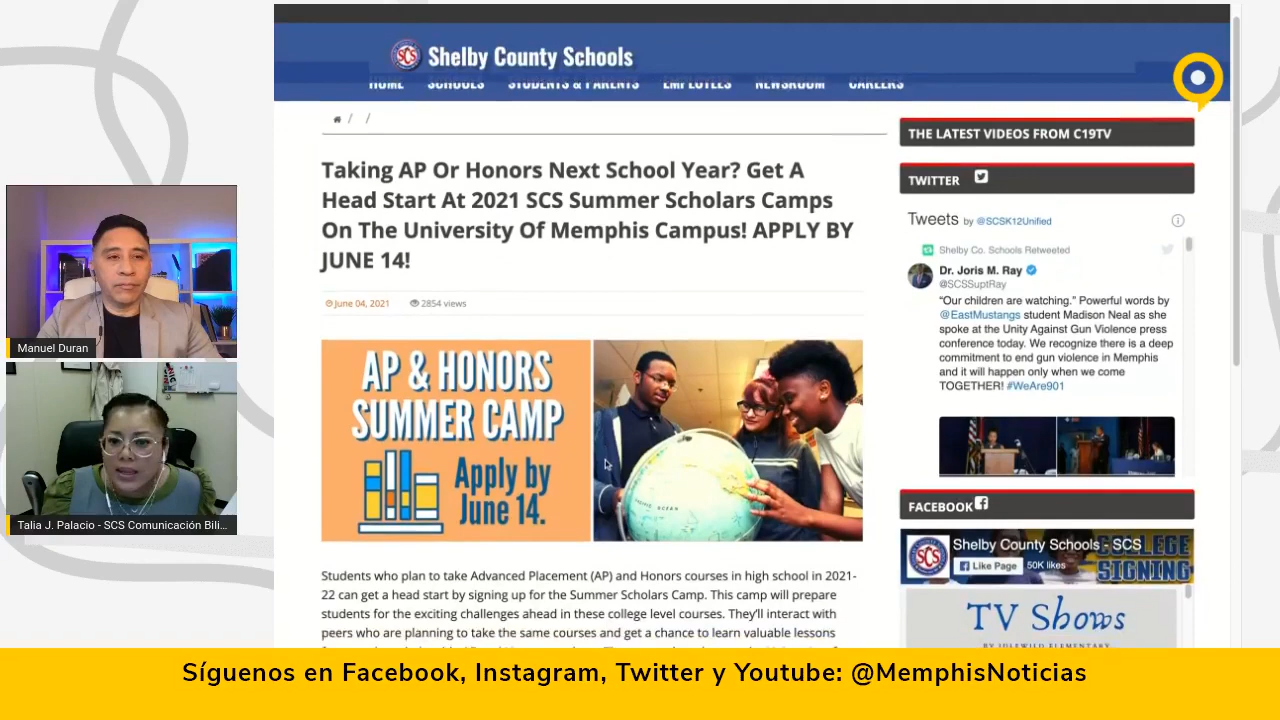 SCS Shelby County Schools
HOME SCHOOLS STUDENTS & PARENTS EMPLOYEES NEWSROOM CAREERS
/ /
Taking AP Or Honors Next School Year? Get A
Head Start At 2021 SCS Summer Scholars Camps
On The University Of Memphis Campus! APPLY BY
JUNE 14!
June 04, 2021 2854 views
AP & HONORS
SUMMER CAMP
Apply by
June 14.
Students who plan to take Advanced Placement (AP) and Honors courses in high school in 2021-
22 can get a head start by signing up for the Summer Scholars Camp. This camp will prepare
students for the exciting challenges ahead in these college level courses. They'll interact with
peers who are planning to take the same courses and get a chance to learn valuable lessons
THE LATEST VIDEOS FROM C19TV
TWITTER
Tweets by @SCSK12Unified
Shelby Co. Schools Retweeted
Dr. Joris M. Ray
@SCSSuptRay
“Our children are watching.” Powerful words by
@EastMustangs student Madison Neal as she
spoke at the Unity Against Gun Violence press
conference today. We recognize there is a deep
commitment to end gun violence in Memphis
and it will happen only when we come
TOGETHER! #WeAre901
FACEBOOK
SCS
Shelby County Schools - SCS
Like Page 50K likes
COLLEGE
SIGNING
TV Shows
BY IDLEWILD ELEMENTARY
Manuel Duran
Talia J. Palacio - SCS Comunicación Bili...
Síguenos en Facebook, Instagram, Twitter y Youtube: @MemphisNoticias